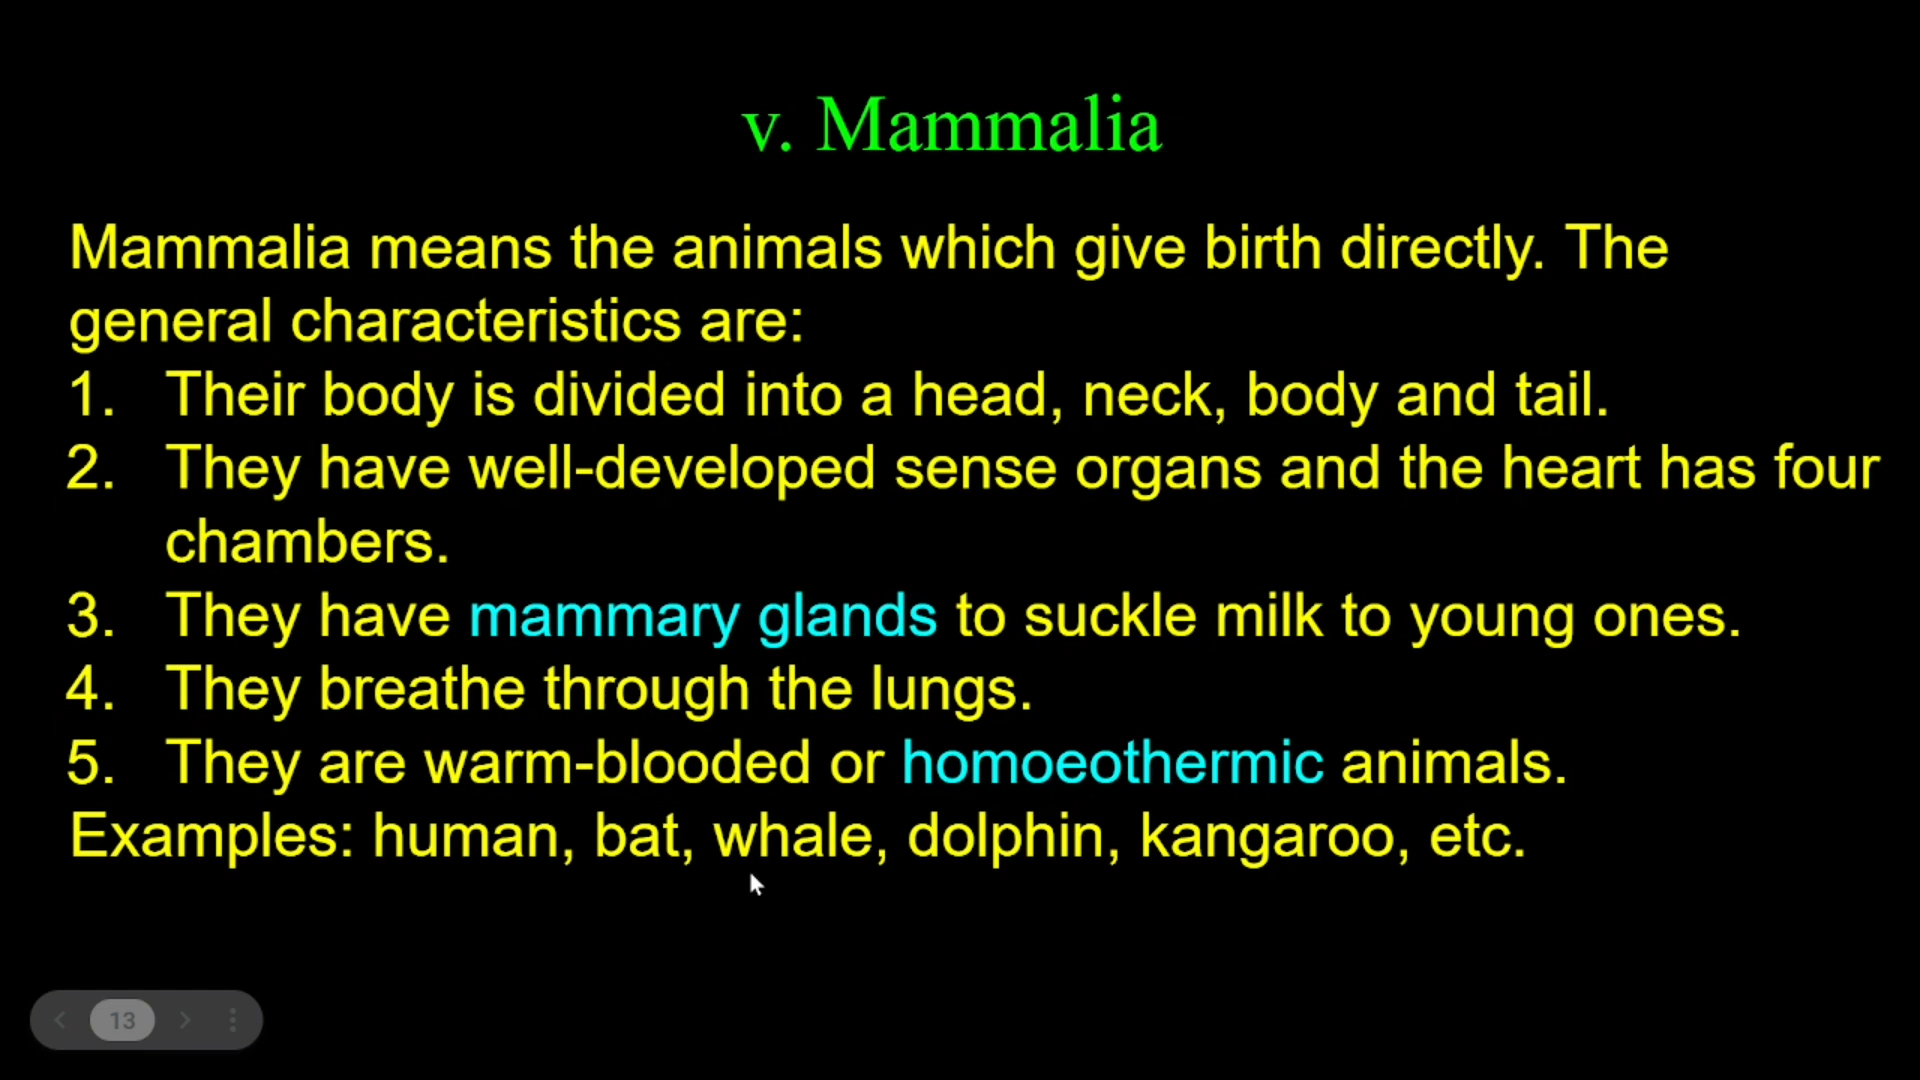 v. Mammalia
Mammalia means the animals which give birth directly. The
general characteristics are:
1. Their body is divided into a head, neck, body and tail.
2. They have well-developed sense organs and the heart has four
chambers.
3. They have mammary glands to suckle milk to young ones.
4. They breathe through the lungs.
5. They are warm-blooded or homoeothermic animals.
Examples: human, bat, whale, dolphin, kangaroo, etc.
13